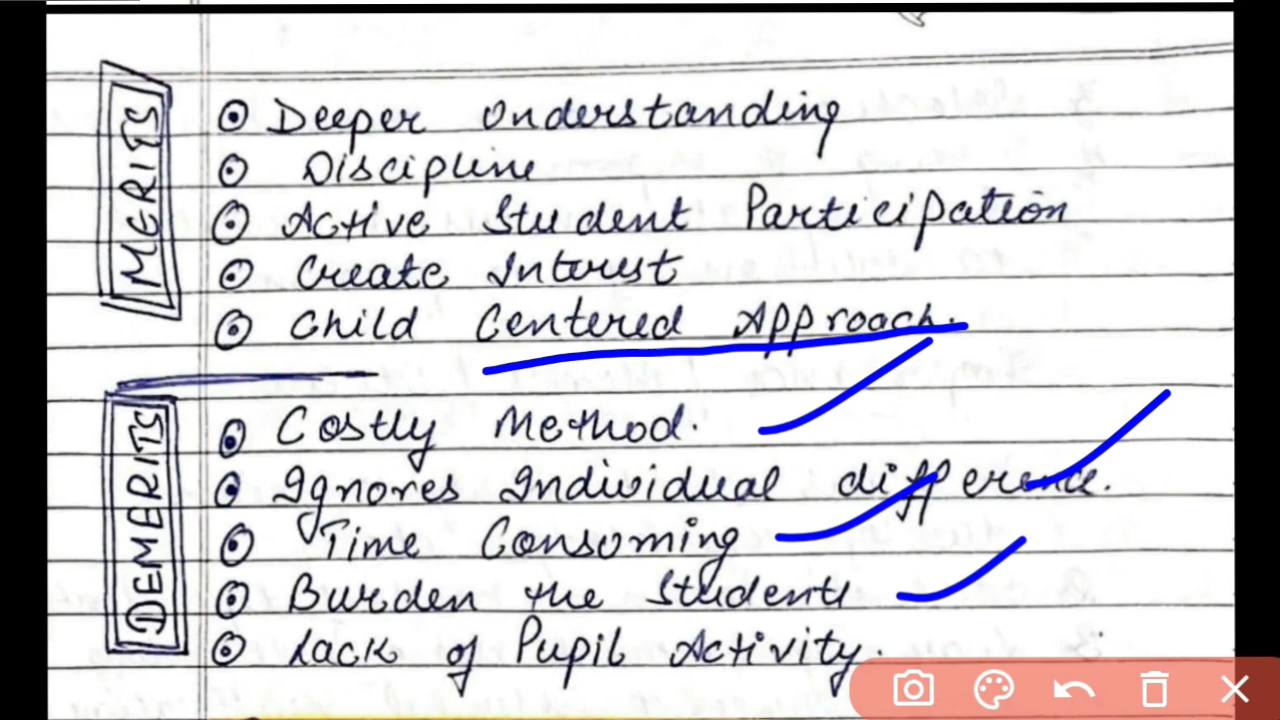 MERITS
Deeper Understanding
Discipline
Active Student Participation
Create Interest
Child Centered Approach.
DEMERITS
Costly Method.
Ignores Individual difference.
Time Consuming
Burden the Students
Lack of Pupil Activity.